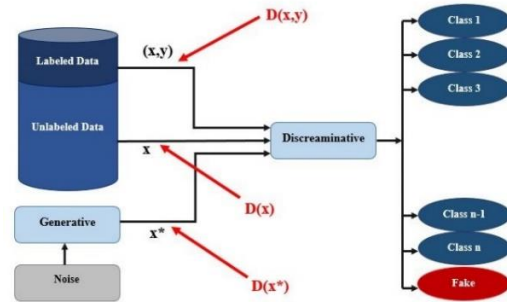 D(x,y)
Class 1
(x,y)
Labeled Data
Class 2
Class 3
Unlabeled Data
Discreaminative
x
D(x)
Generative
x*
Class n-1
Class n
Noise
D(x*)
Fake